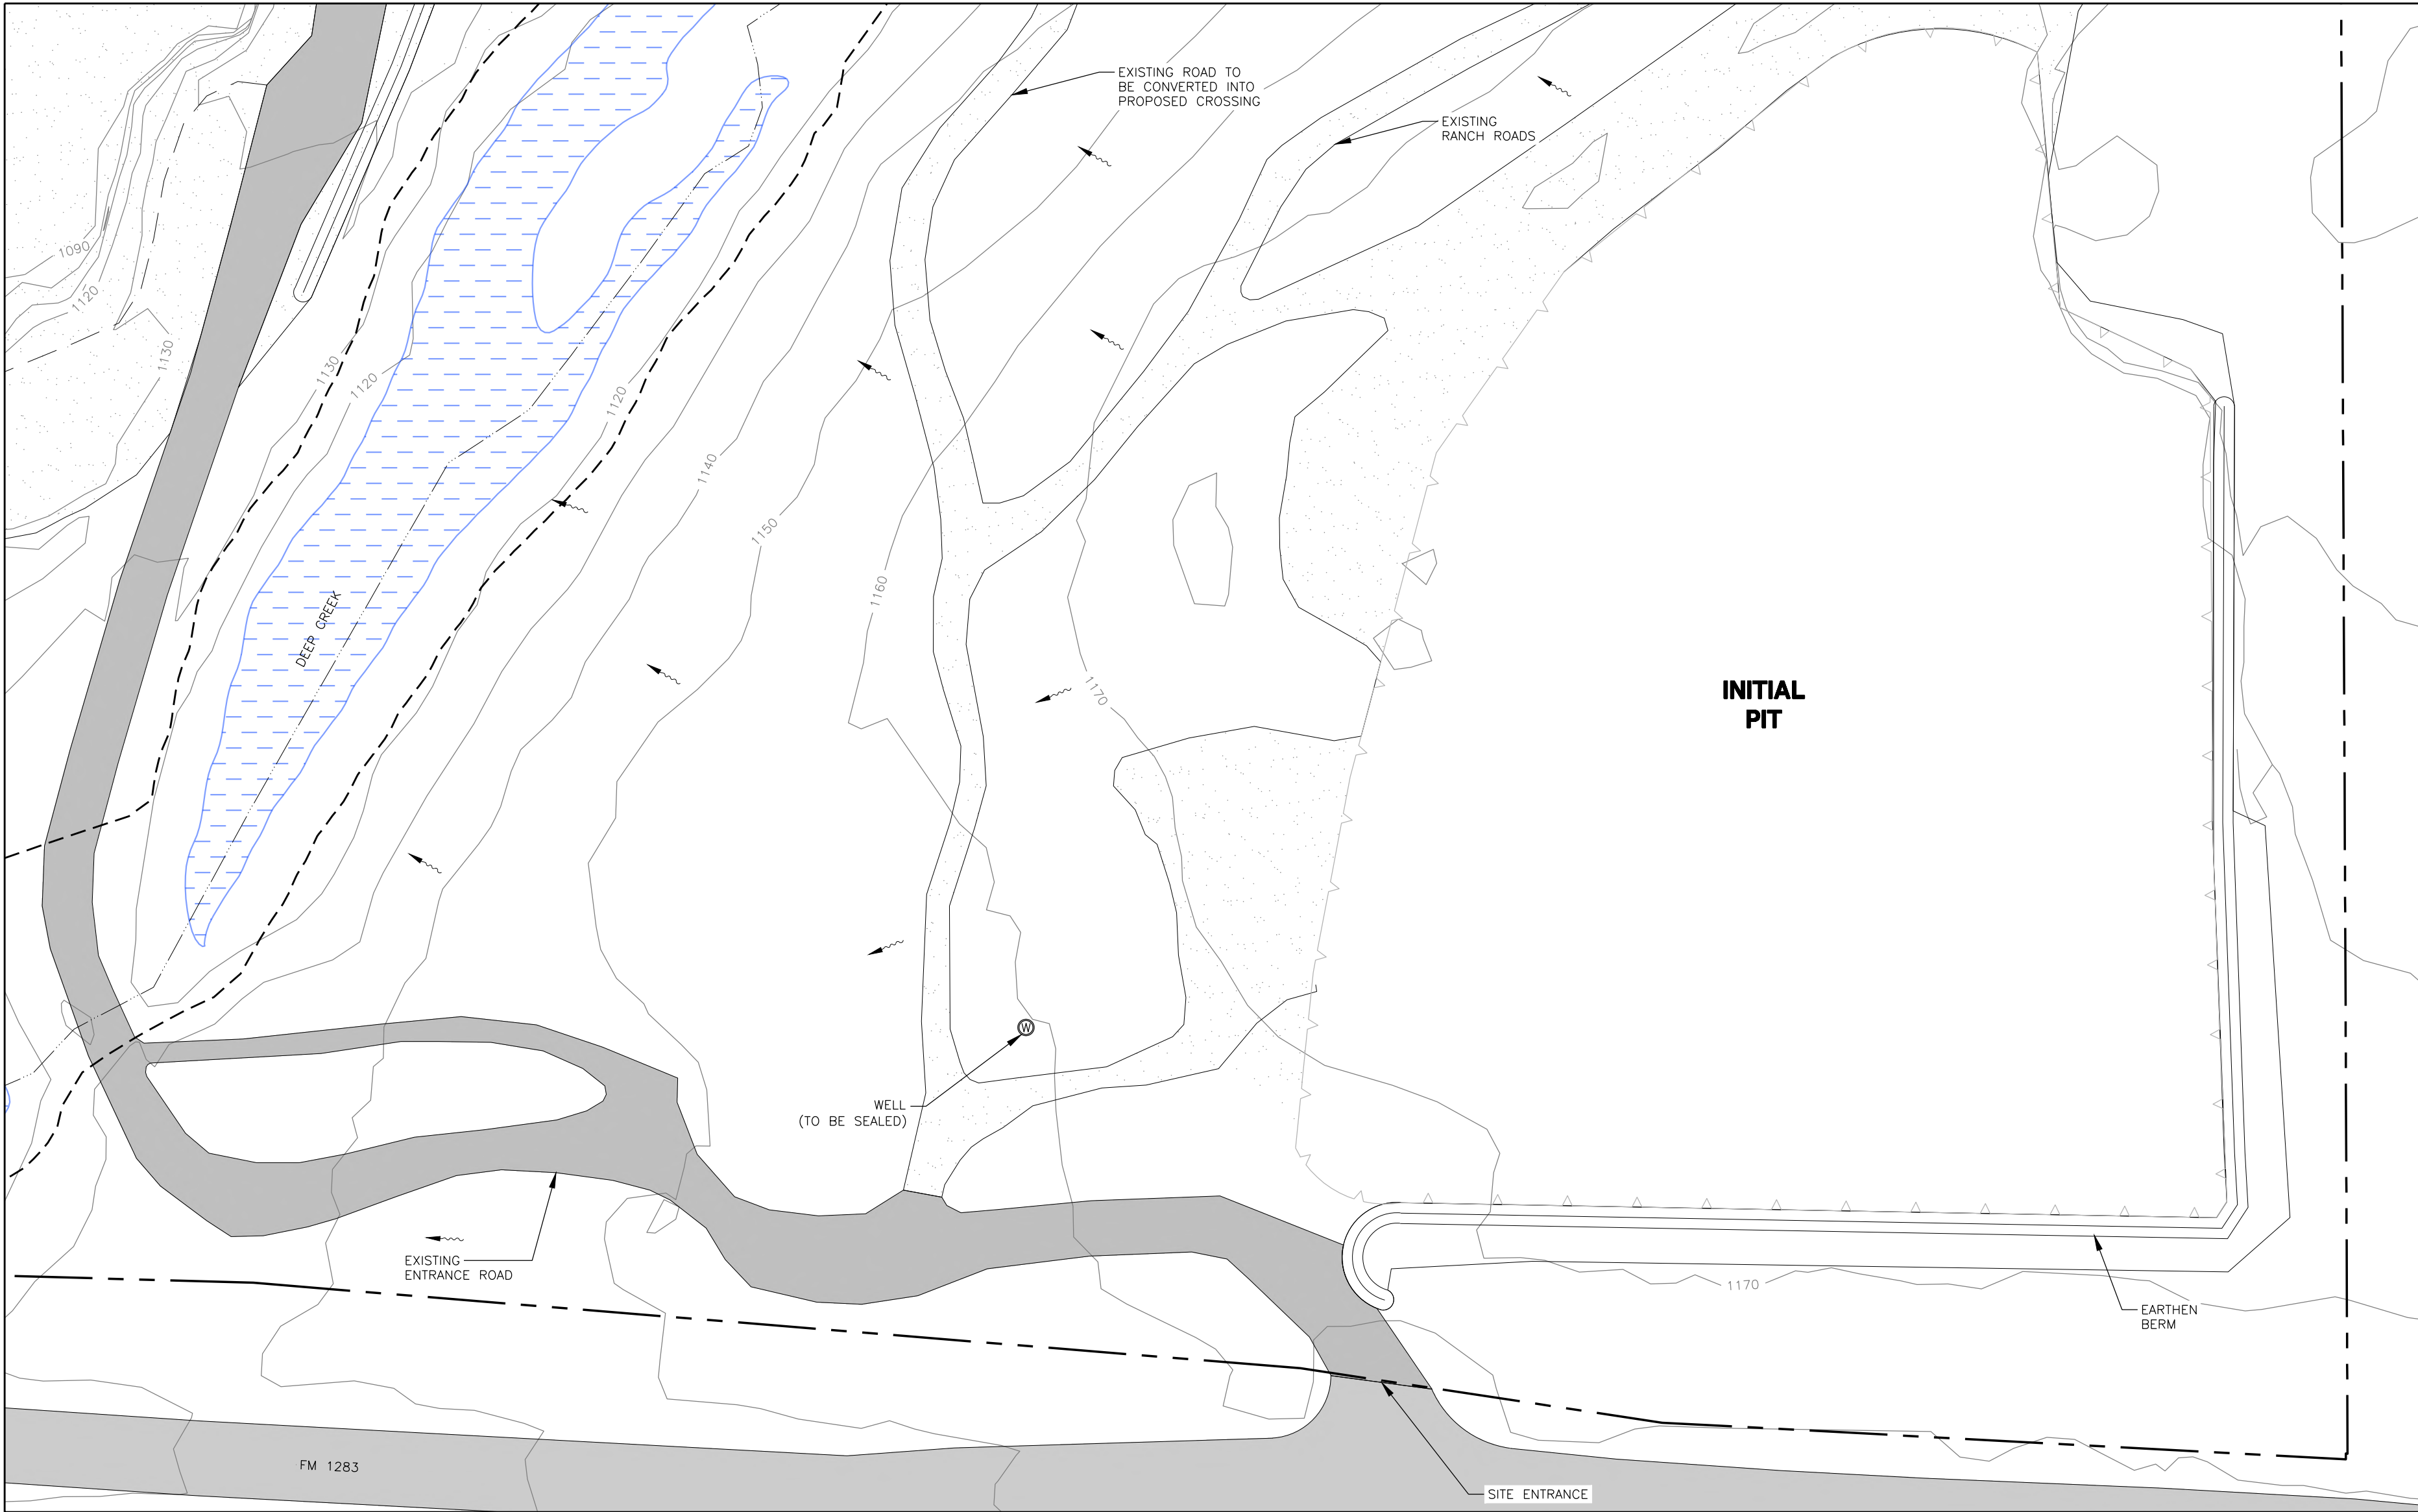 EXISTING ROAD TO
BE CONVERTED INTO
PROPOSED CROSSING
EXISTING
RANCH ROADS
1090
1120
1130
1130
1120
1120
1140
1150
1160
DEEP CREEK
1170
INITIAL
PIT
W
WELL
(TO BE SEALED)
EXISTING
ENTRANCE ROAD
1170
EARTHEN
BERM
FM 1283
SITE ENTRANCE